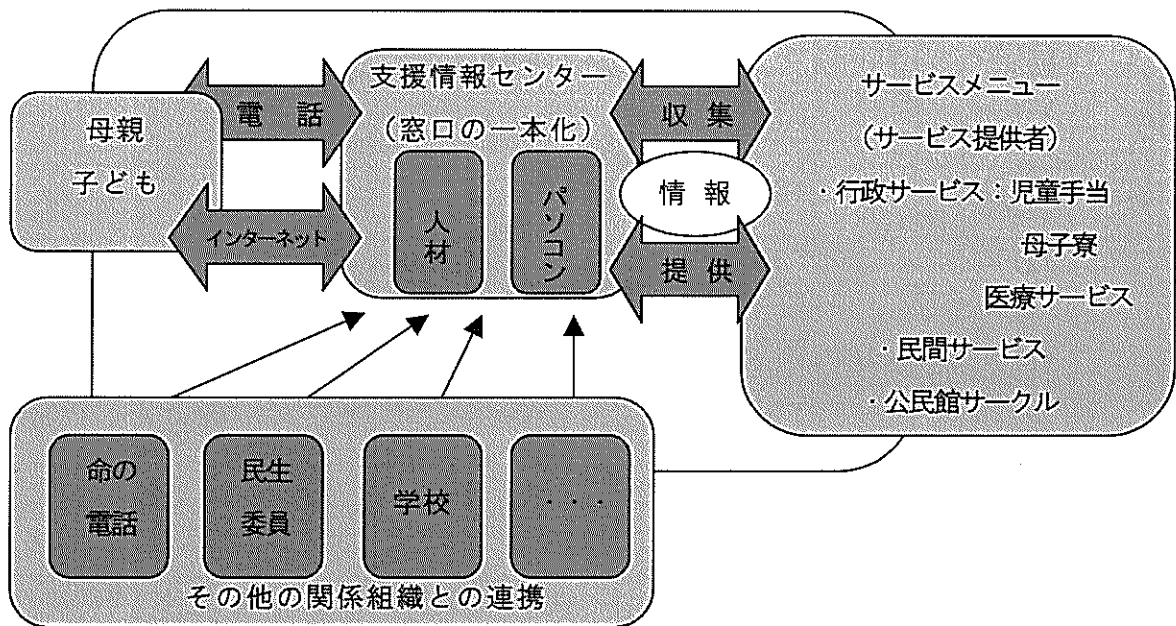 母親
子ども
電話
インターネット
支援情報センター
（窓口の一本化）
人材
パソコン
収集
情報
提供
サービスメニュー
（サービス提供者）
・行政サービス：児童手当
母子寮
医療サービス
・民間サービス
・公民館サークル
命の
電話
民生
委員
学校
・・・
その他の関係組織との連携